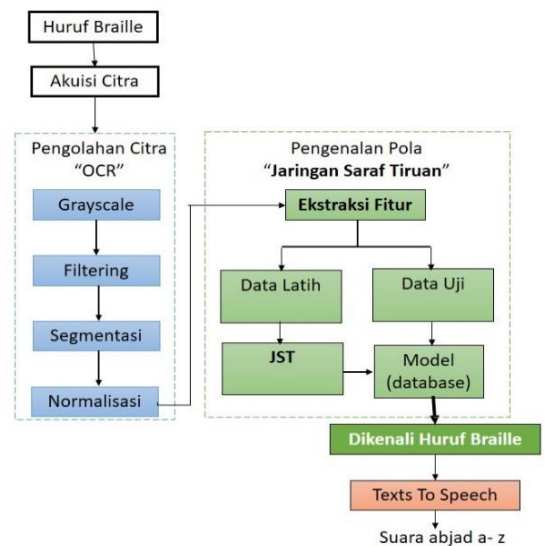 Huruf Braille
Akuisi Citra
Pengolahan Citra
“OCR”
Grayscale
Filtering
Segmentasi
Normalisasi
Pengenalan Pola
“Jaringan Saraf Tiruan”
Ekstraksi Fitur
Data Latih
Data Uji
JST
Model
(database)
Dikenali Huruf Braille
Texts To Speech
Suara abjad a- z